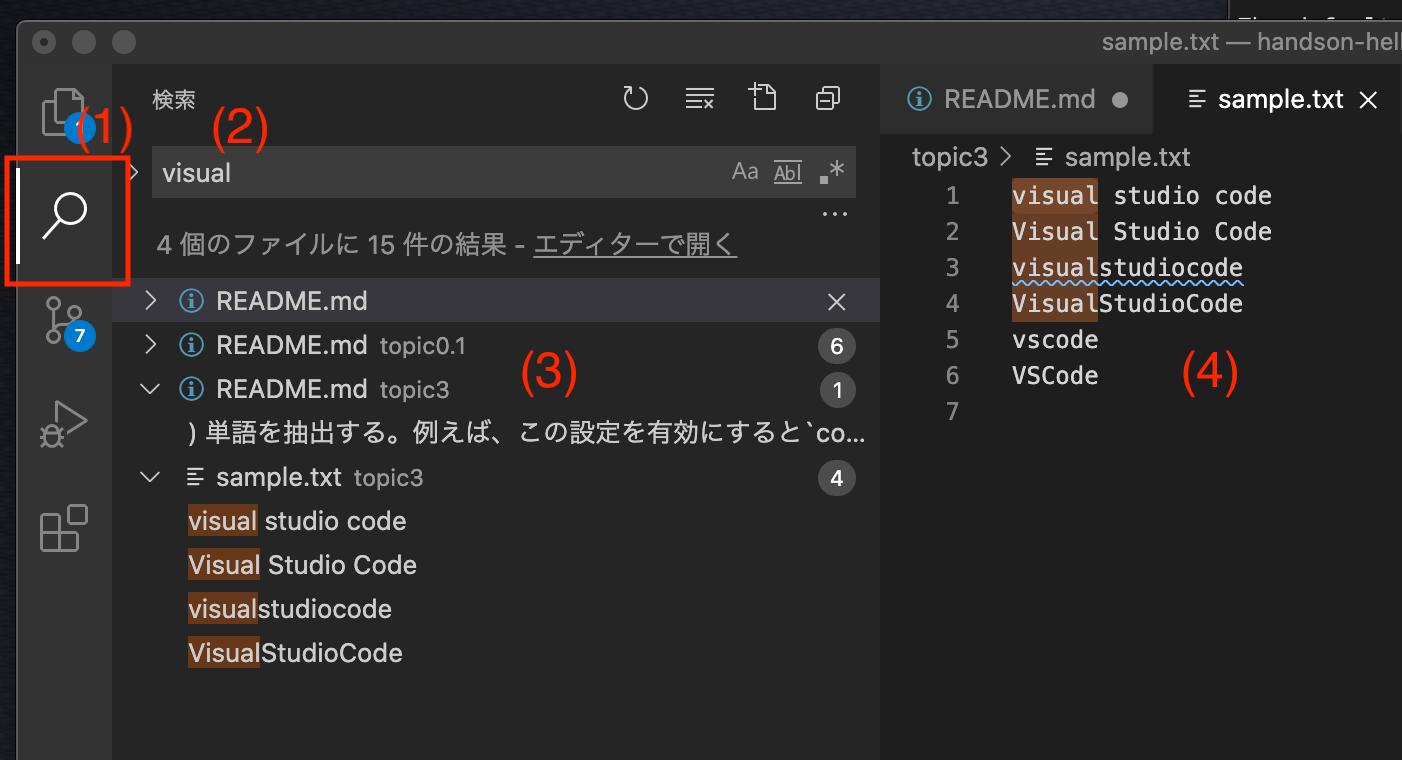 sample.txt — handson-hell
(1)
検索
(2)
visual
Aa
Abl
.*
...
4 個のファイルに 15 件の結果 - エディターで開く
7
README.md
README.md topic0.1
6
README.md topic3
1
(3)
) 単語を抽出する。例えば、この設定を有効にすると`co...
sample.txt topic3
4
visual studio code
Visual Studio Code
visualstudiocode
VisualStudioCode
README.md ●
sample.txt
topic3 > sample.txt
1 visual studio code
2 Visual Studio Code
3 visualstudiocode
4 VisualStudioCode
5 vscode
6 VSCode
(4)
7